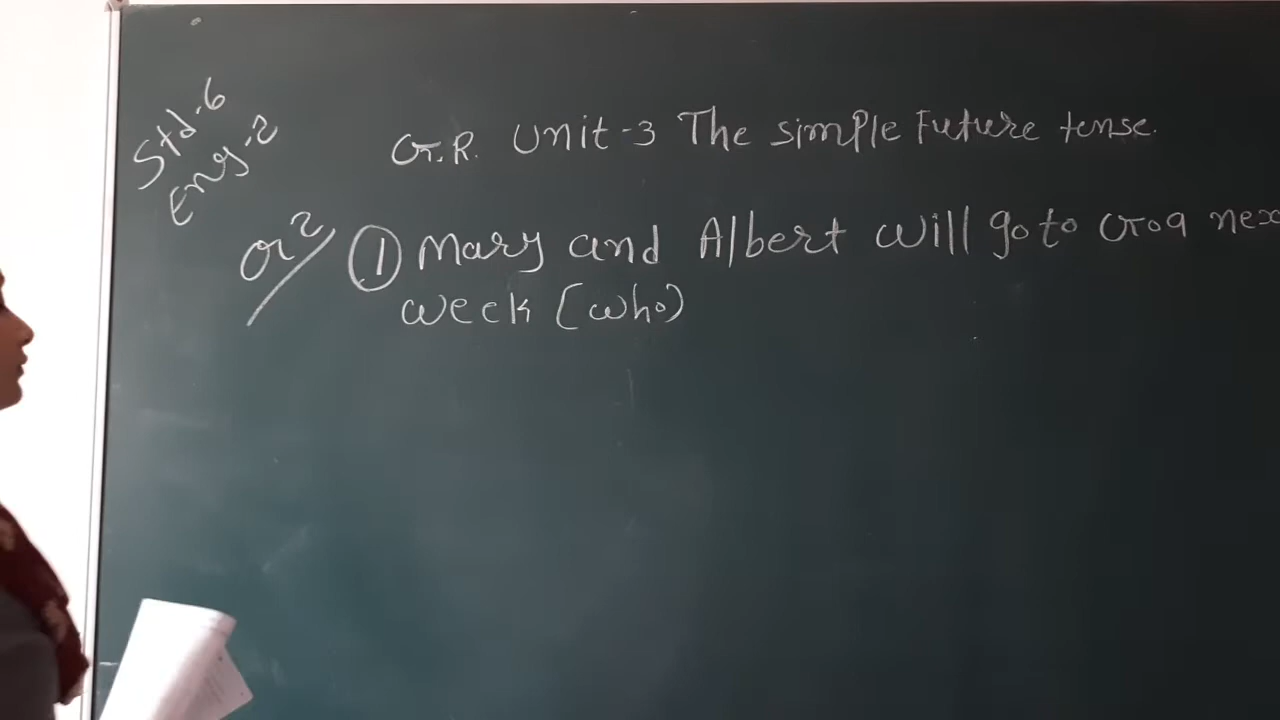 Std-6
Eng-2
Gr.R. Unit-3 The simple Future tense.
① Mary and Albert will go to Goa nex
week (who)